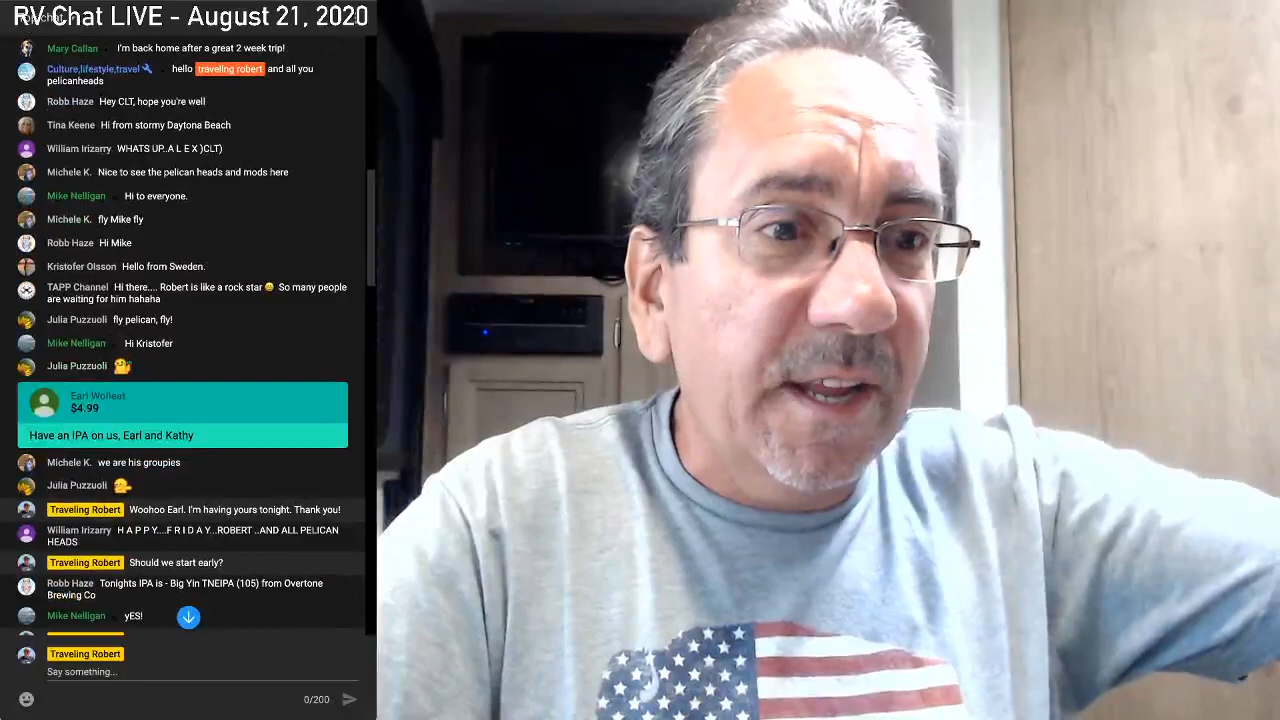 RV Chat LIVE - August 21, 2020
Mary Callan I'm back home after a great 2 week trip!
Culture,lifestyle,travel hello traveling robert and all you
pelicanheads
Robb Haze Hey CLT, hope you're well
Tina Keene Hi from stormy Daytona Beach
William Irizarry WHATS UP..A L E X )CLT)
Michele K. Nice to see the pelican heads and mods here
Mike Nelligan Hi to everyone.
Michele K. fly Mike fly
Robb Haze Hi Mike
Kristofer Olsson Hello from Sweden.
TAPP Channel Hi there.... Robert is like a rock star 😀 So many people
are waiting for him hahaha
Julia Puzzuoli fly pelican, fly!
Mike Nelligan Hi Kristofer
Julia Puzzuoli
Earl Wolleat
$4.99
Have an IPA on us, Earl and Kathy
Michele K. we are his groupies
Julia Puzzuoli
Traveling Robert Woohoo Earl. I'm having yours tonight. Thank you!
William Irizarry H A P P Y....F R I D A Y...ROBERT ..AND ALL PELICAN
HEADS
Traveling Robert Should we start early?
Robb Haze Tonights IPA is - Big Yin TNEIPA (105) from Overtone
Brewing Co
Mike Nelligan yES!
Traveling Robert
Say something...
0/200